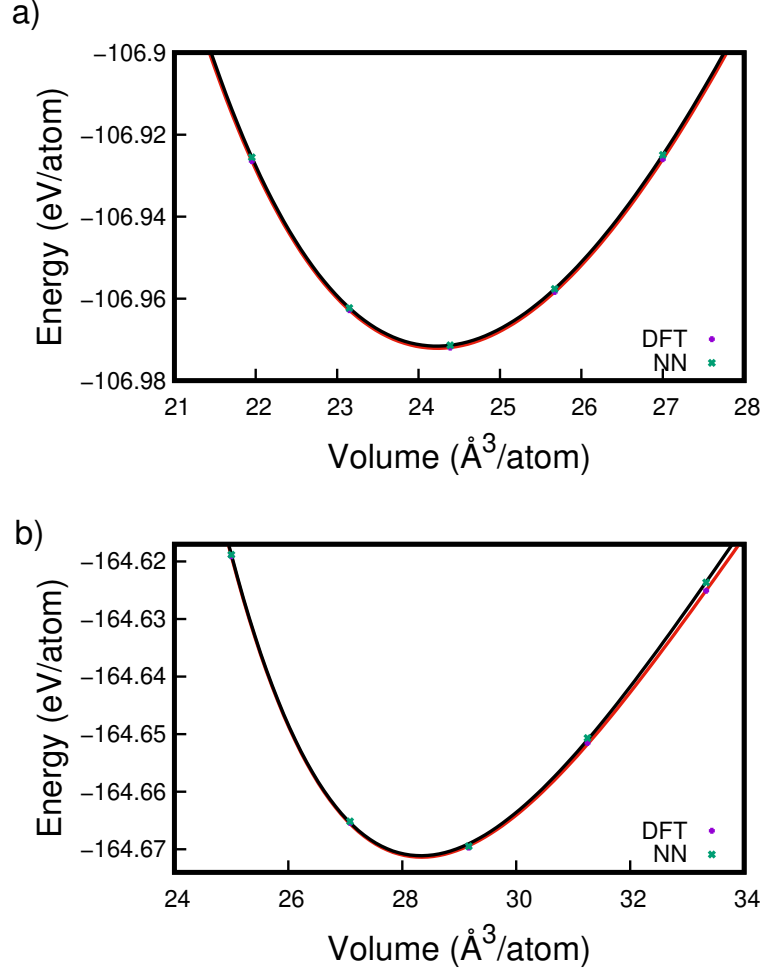 a)
−106.9
−106.92
−106.94
−106.96
−106.98
Energy (eV/atom)
DFT
NN
21 22 23 24 25 26 27 28
Volume (Å³/atom)
b)
−164.62
−164.63
−164.64
−164.65
−164.66
−164.67
Energy (eV/atom)
DFT
NN
24 26 28 30 32 34
Volume (Å³/atom)